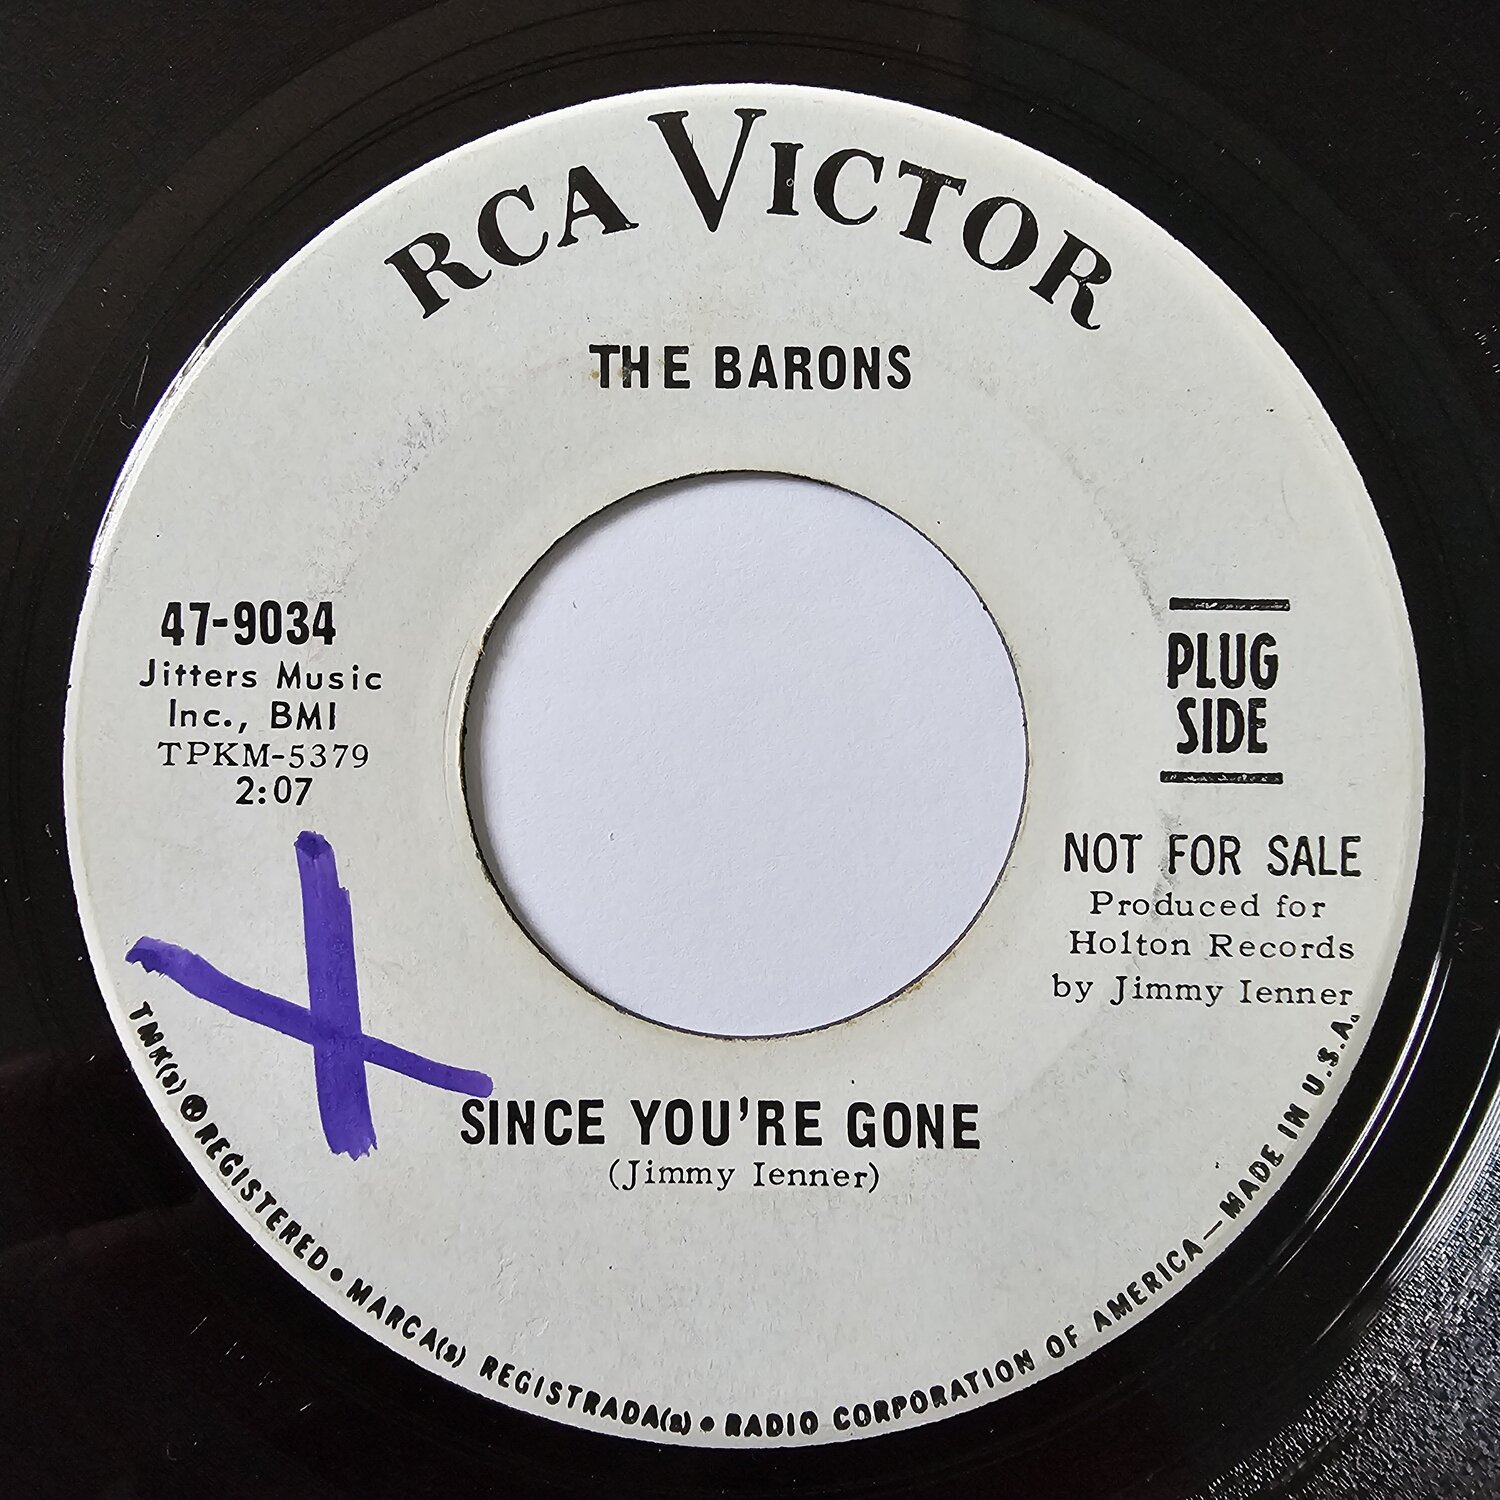 RCA VICTOR
THE BARONS
47-9034
Jitters Music
Inc., BMI
TPKM-5379
2:07
PLUG
SIDE
NOT FOR SALE
Produced for
Holton Records
by Jimmy Ienner
X
SINCE YOU'RE GONE
(Jimmy Ienner)
TMK(s) ® REGISTERED • MARCA(s) REGISTRADA(s) • RADIO CORPORATION OF AMERICA—MADE IN U.S.A.